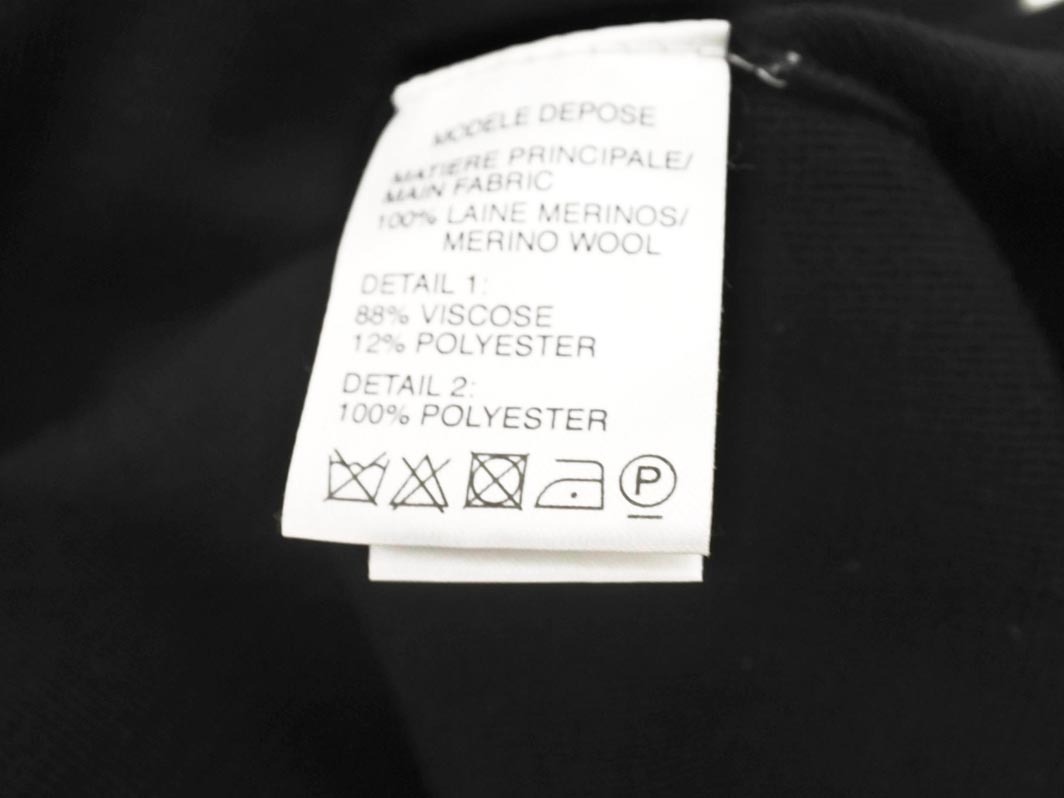 MODELE DEPOSE
MATIERE PRINCIPALE/
MAIN FABRIC
100% LAINE MERINOS/
MERINO WOOL
DETAIL 1:
88% VISCOSE
12% POLYESTER
DETAIL 2:
100% POLYESTER
P